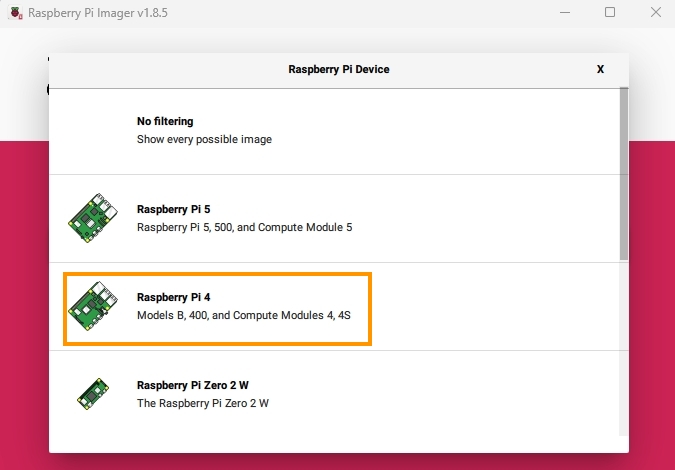 Raspberry Pi Imager v1.8.5
Raspberry Pi Device
X
No filtering
Show every possible image
Raspberry Pi 5
Raspberry Pi 5, 500, and Compute Module 5
Raspberry Pi 4
Models B, 400, and Compute Modules 4, 4S
Raspberry Pi Zero 2 W
The Raspberry Pi Zero 2 W